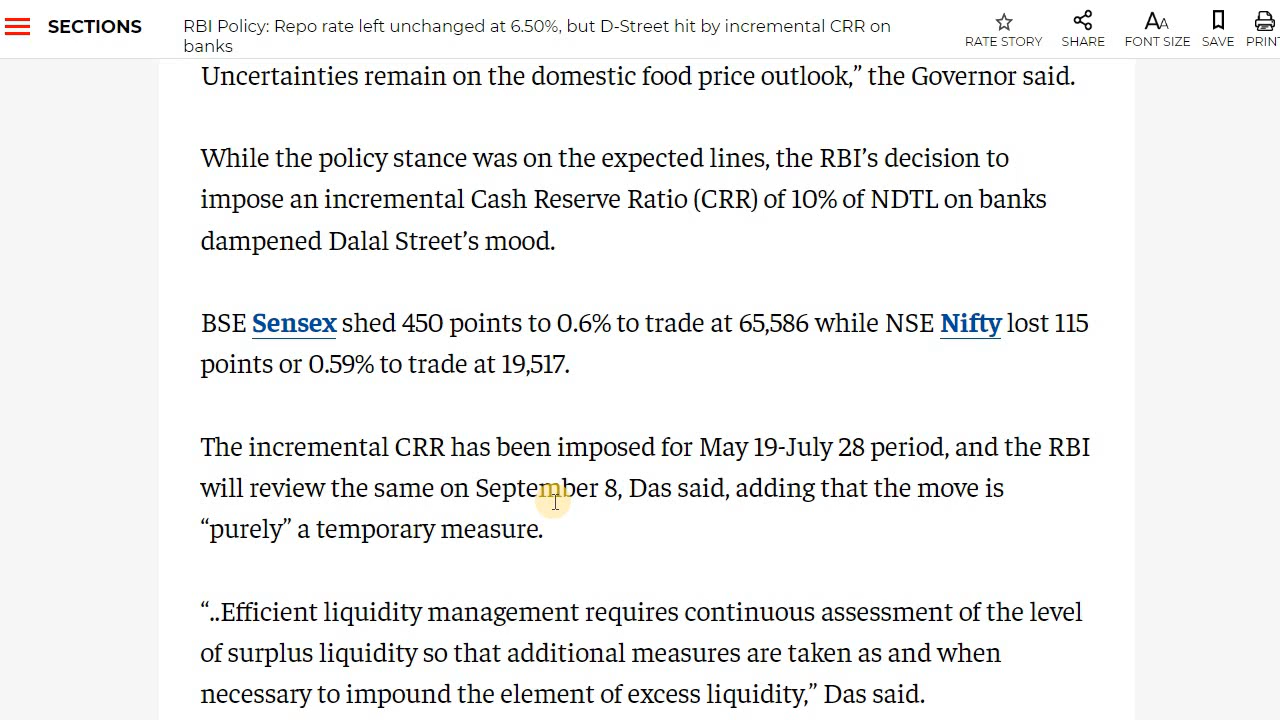 SECTIONS
RBI Policy: Repo rate left unchanged at 6.50%, but D-Street hit by incremental CRR on
banks
RATE STORY
SHARE
FONT SIZE
SAVE
PRINT
Uncertainties remain on the domestic food price outlook,” the Governor said.
While the policy stance was on the expected lines, the RBI’s decision to
impose an incremental Cash Reserve Ratio (CRR) of 10% of NDTL on banks
dampened Dalal Street’s mood.
BSE Sensex shed 450 points to 0.6% to trade at 65,586 while NSE Nifty lost 115
points or 0.59% to trade at 19,517.
The incremental CRR has been imposed for May 19-July 28 period, and the RBI
will review the same on September 8, Das said, adding that the move is
“purely” a temporary measure.
“..Efficient liquidity management requires continuous assessment of the level
of surplus liquidity so that additional measures are taken as and when
necessary to impound the element of excess liquidity,” Das said.